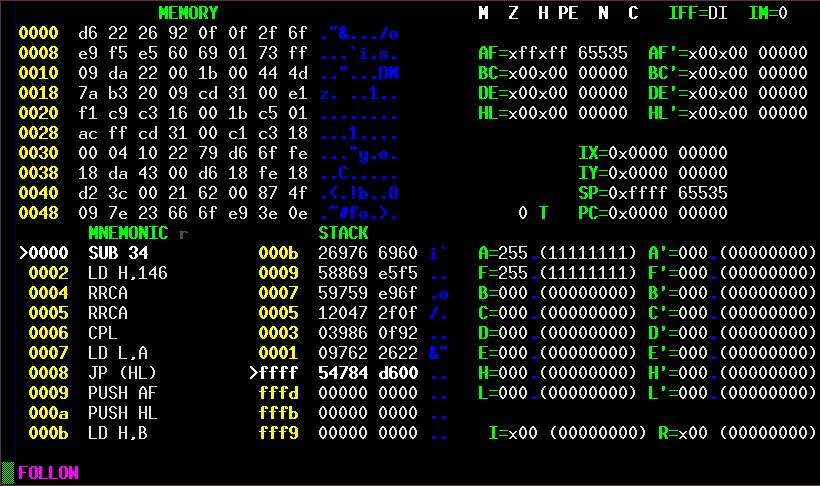 MEMORY M Z H PE N C IFF=DI IM=0
0000 d6 22 26 92 0f 0f 2f 6f ."&.../o
0008 e9 f5 e5 60 69 01 73 ff ...`i.s. AF=xffxff 65535 AF'=x00x00 00000
0010 09 da 22 00 1b 00 44 4d .."...DM BC=x00x00 00000 BC'=x00x00 00000
0018 7a b3 20 09 cd 31 00 e1 z. ..1.. DE=x00x00 00000 DE'=x00x00 00000
0020 f1 c9 c3 16 00 1b c5 01 ........ HL=x00x00 00000 HL'=x00x00 00000
0028 ac ff cd 31 00 c1 c3 18 ...1....
0030 00 04 10 22 79 d6 6f fe ..."y.o. IX=0x0000 00000
0038 18 da 43 00 d6 18 fe 18 ..C..... IY=0x0000 00000
0040 d2 3c 00 21 62 00 87 4f .<.!b..O SP=0xffff 65535
0048 09 7e 23 66 6f e9 3e 0e .~#fo.>. 0 T PC=0x0000 00000
MNEMONIC r STACK
>0000 SUB 34 000b 26976 6960 i` A=255.(11111111) A'=000.(00000000)
0002 LD H,146 0009 58869 e5f5 .. F=255.(11111111) F'=000.(00000000)
0004 RRCA 0007 59759 e96f .o B=000.(00000000) B'=000.(00000000)
0005 RRCA 0005 12047 2f0f /. C=000.(00000000) C'=000.(00000000)
0006 CPL 0003 03986 0f92 .. D=000.(00000000) D'=000.(00000000)
0007 LD L,A 0001 09762 2622 &" E=000.(00000000) E'=000.(00000000)
0008 JP (HL) >ffff 54784 d600 .. H=000.(00000000) H'=000.(00000000)
0009 PUSH AF fffd 00000 0000 .. L=000.(00000000) L'=000.(00000000)
000a PUSH HL fffb 00000 0000 ..
000b LD H,B fff9 00000 0000 .. I=x00 (00000000) R=x00 (00000000)
FOLLOW